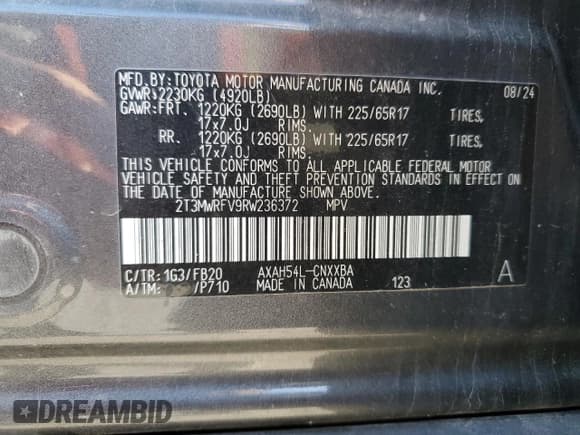 MFD.BY:TOYOTA MOTOR MANUFACTURING CANADA INC.
GVWR:2230KG (4920LB) 08/24
GAWR:FRT. 1220KG (2690LB) WITH 225/65R17 TIRES,
17x7.0J RIMS.
RR. 1220KG (2690LB) WITH 225/65R17 TIRES,
17x7.0J RIMS.
THIS VEHICLE CONFORMS TO ALL APPLICABLE FEDERAL MOTOR
VEHICLE SAFETY AND THEFT PREVENTION STANDARDS IN EFFECT ON
THE DATE OF MANUFACTURE SHOWN ABOVE.
2T3MWRFV9RW236372 MPV
C/TR:1G3/FB20 AXAH54L-CNXXBA A
A/TM: /P710 MADE IN CANADA 123
DREAMBID